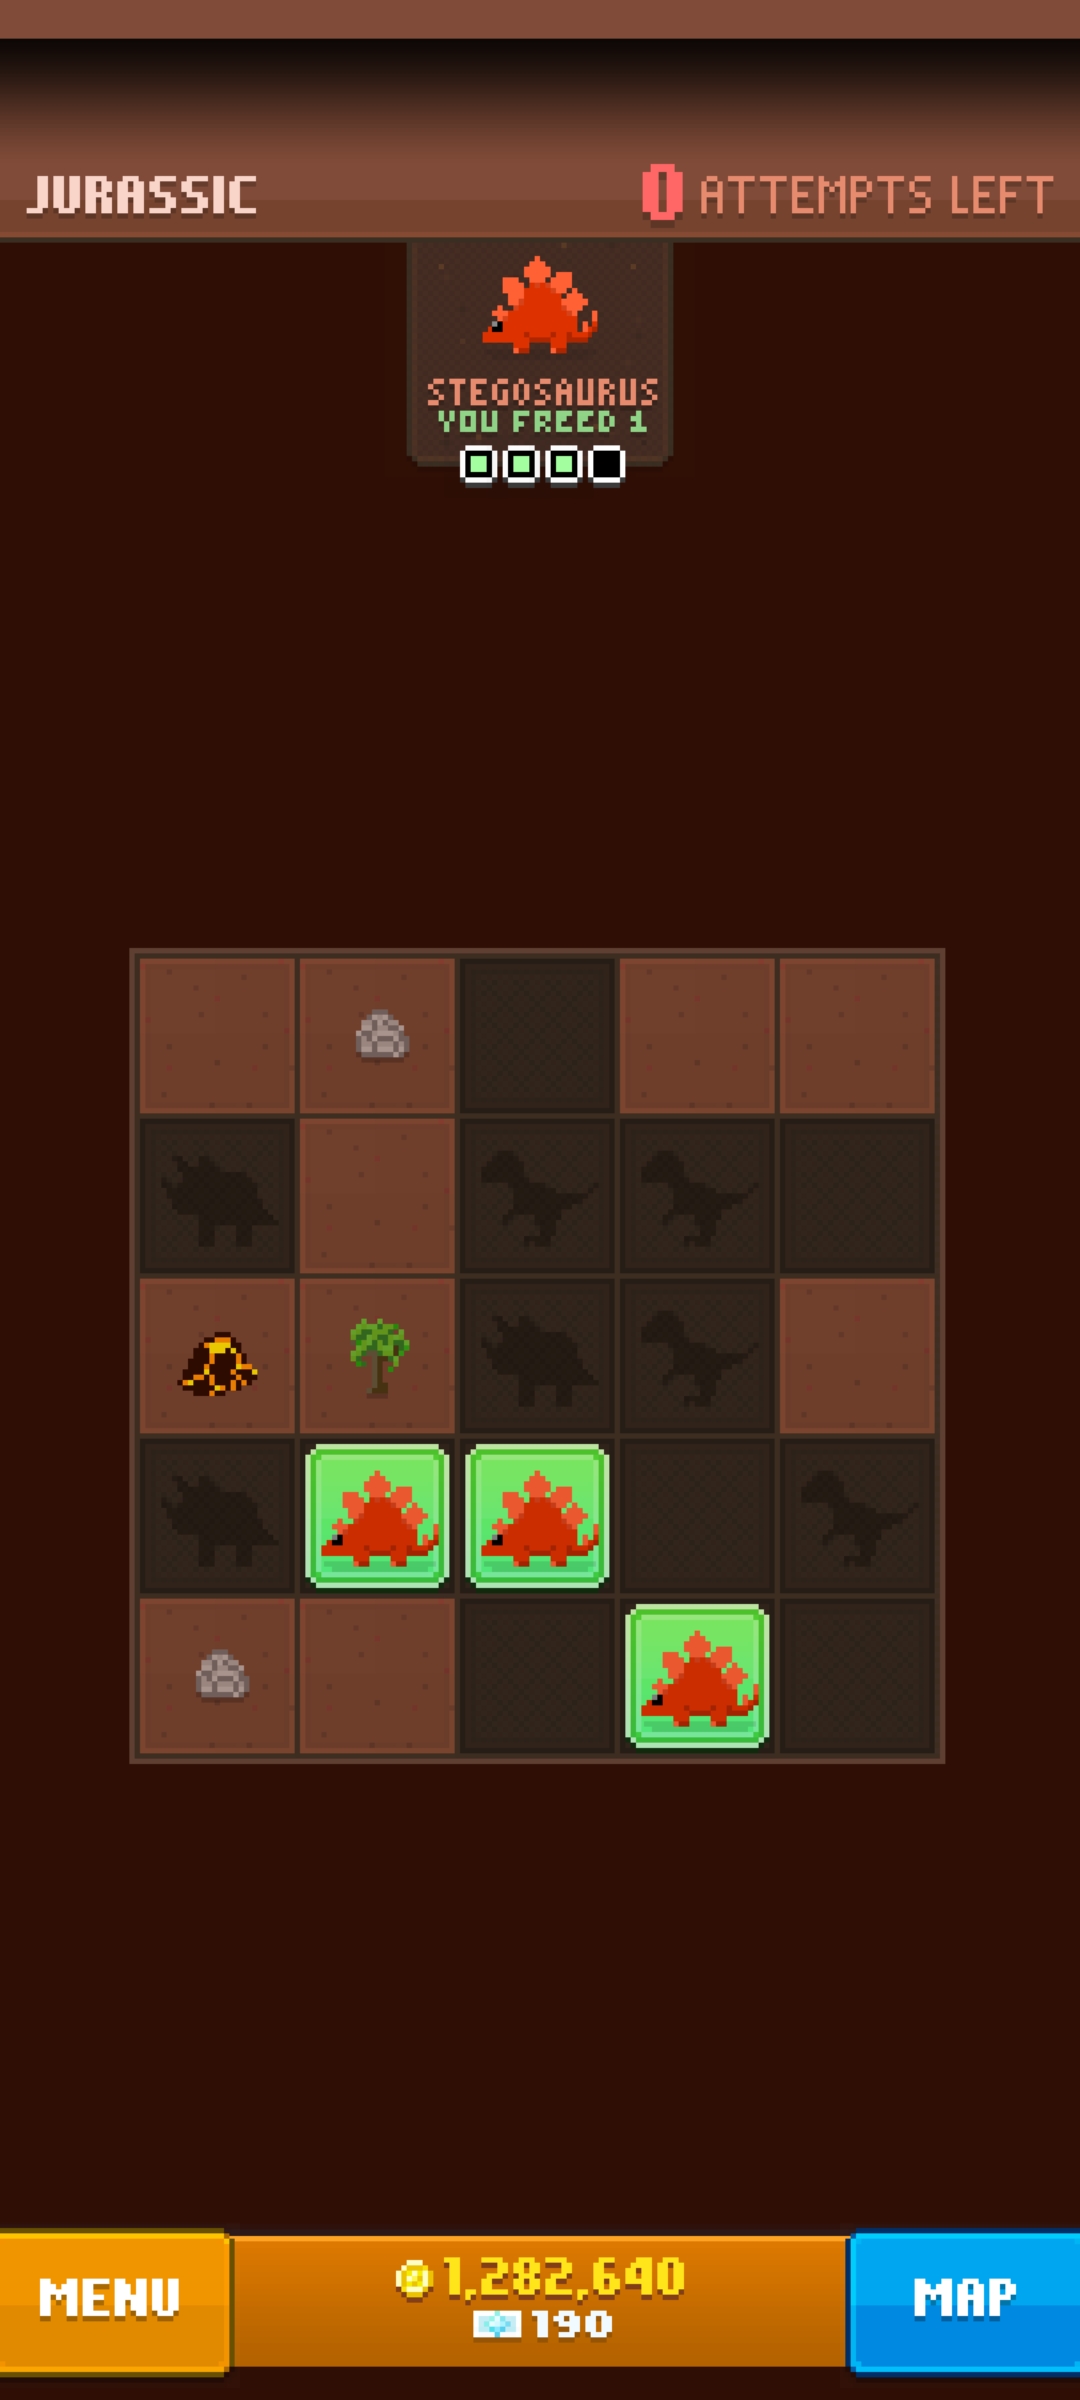 JURASSIC
0 ATTEMPTS LEFT
STEGOSAURUS
YOU FREED 1
MENU
1,282,640
190
MAP